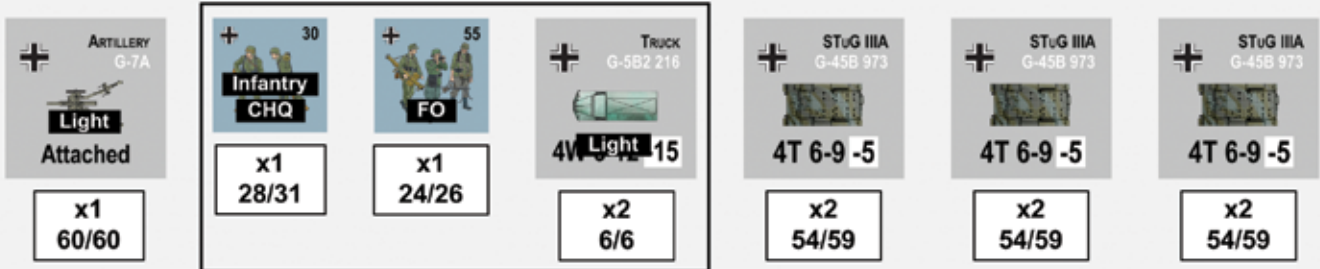 ARTILLERY
G-7A
Light
Attached
x1
60/60
30
Infantry
CHQ
x1
28/31
55
FO
x1
24/26
TRUCK
G-5B2 216
Light
4W -15
x2
6/6
STuG IIIA
G-45B 973
4T 6-9 -5
x2
54/59
STuG IIIA
G-45B 973
4T 6-9 -5
x2
54/59
STuG IIIA
G-45B 973
4T 6-9 -5
x2
54/59